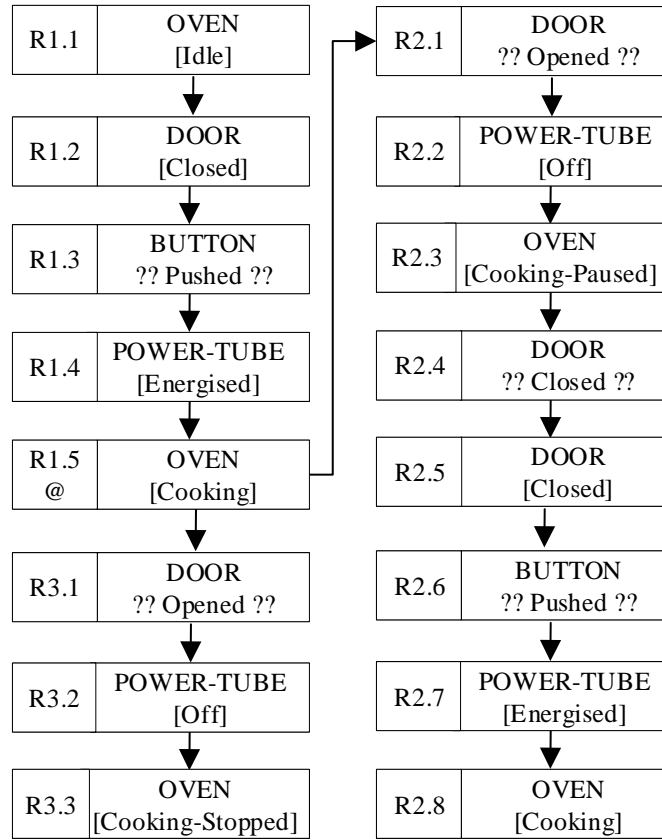 R1.1
OVEN
[Idle]
R1.2
DOOR
[Closed]
R1.3
BUTTON
?? Pushed ??
R1.4
POWER-TUBE
[Energised]
R1.5
@
OVEN
[Cooking]
R3.1
DOOR
?? Opened ??
R3.2
POWER-TUBE
[Off]
R3.3
OVEN
[Cooking-Stopped]
R2.1
DOOR
?? Opened ??
R2.2
POWER-TUBE
[Off]
R2.3
OVEN
[Cooking-Paused]
R2.4
DOOR
?? Closed ??
R2.5
DOOR
[Closed]
R2.6
BUTTON
?? Pushed ??
R2.7
POWER-TUBE
[Energised]
R2.8
OVEN
[Cooking]